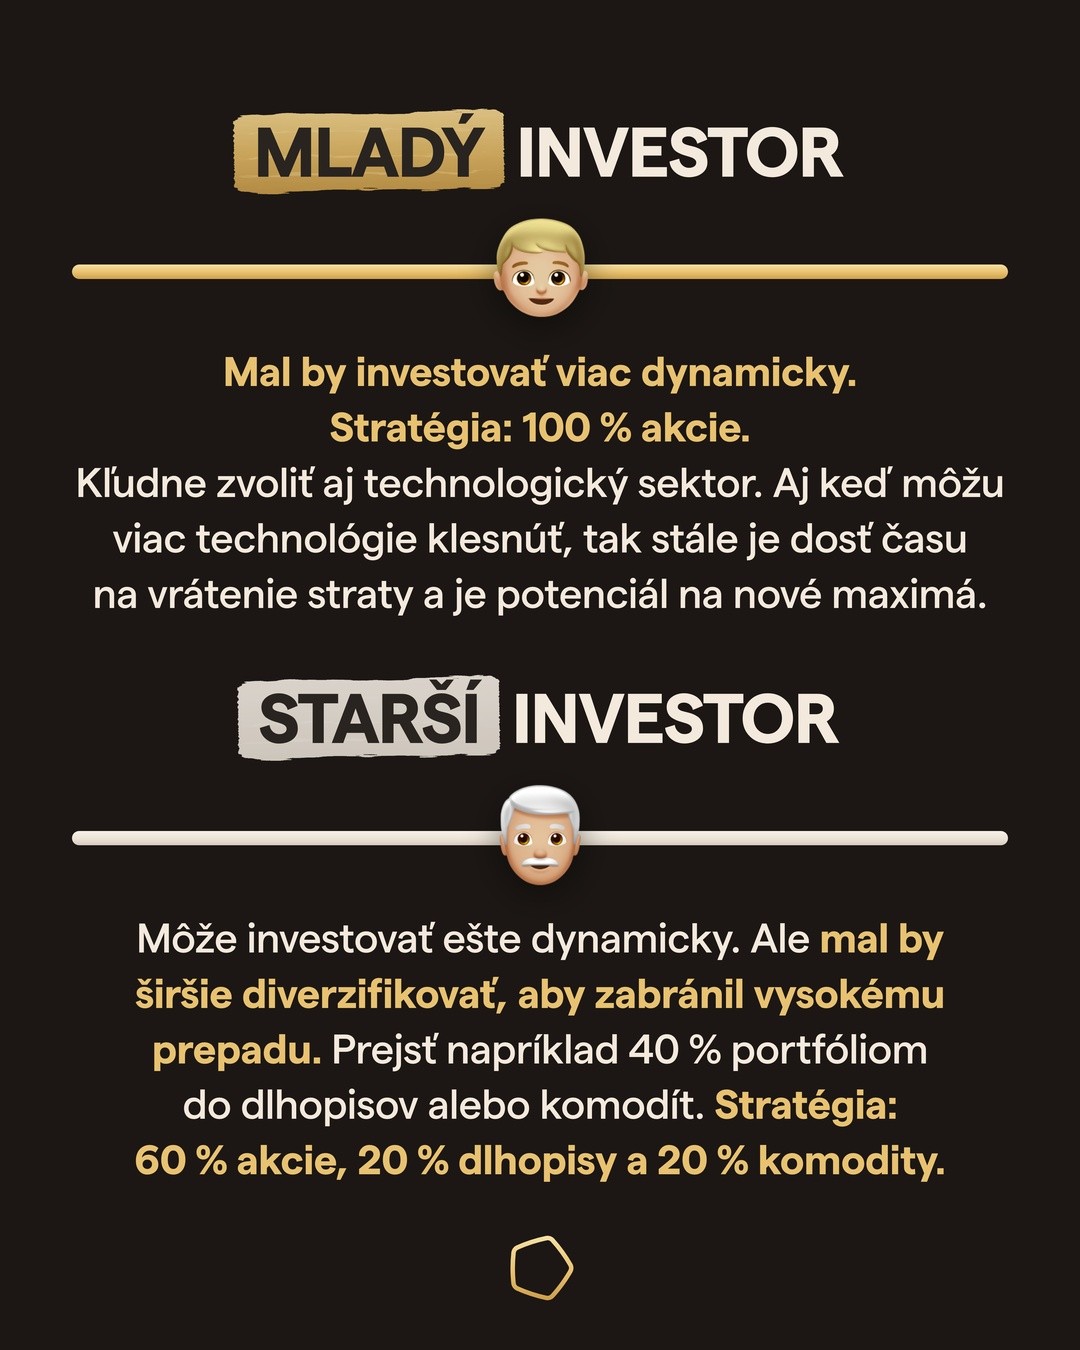 MLADÝ INVESTOR
Mal by investovať viac dynamicky.
Stratégia: 100 % akcie.
Kľudne zvoliť aj technologický sektor. Aj keď môžu
viac technológie klesnúť, tak stále je dosť času
na vrátenie straty a je potenciál na nové maximá.
STARŠÍ INVESTOR
Môže investovať ešte dynamicky. Ale mal by
širšie diverzifikovať, aby zabránil vysokému
prepadu. Prejsť napríklad 40 % portfóliom
do dlhopisov alebo komodít. Stratégia:
60 % akcie, 20 % dlhopisy a 20 % komodity.